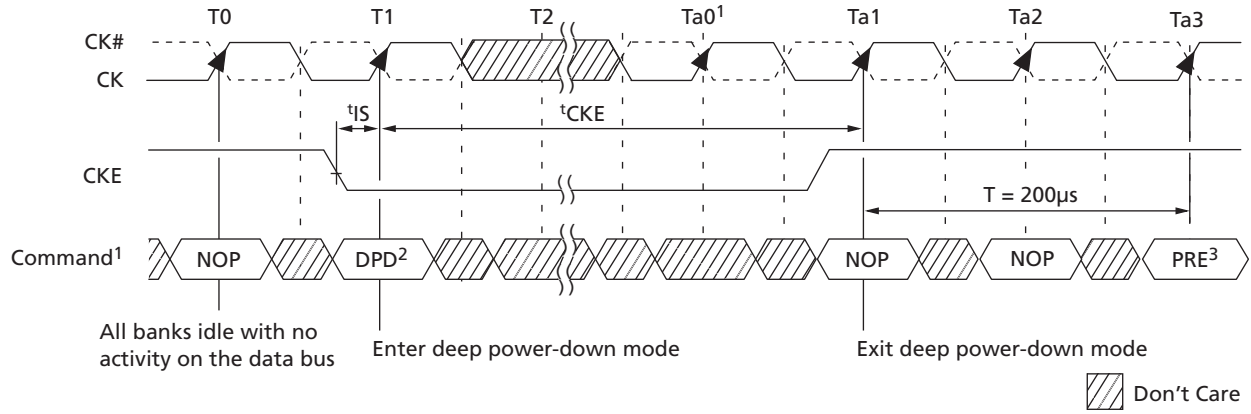 T0 T1 T2 Ta0¹ Ta1 Ta2 Ta3
CK#
CK
ᵗIS ᵗCKE
CKE
T = 200µs
Command¹ NOP DPD² NOP NOP PRE³
All banks idle with no
activity on the data bus
Enter deep power-down mode
Exit deep power-down mode
Don't Care